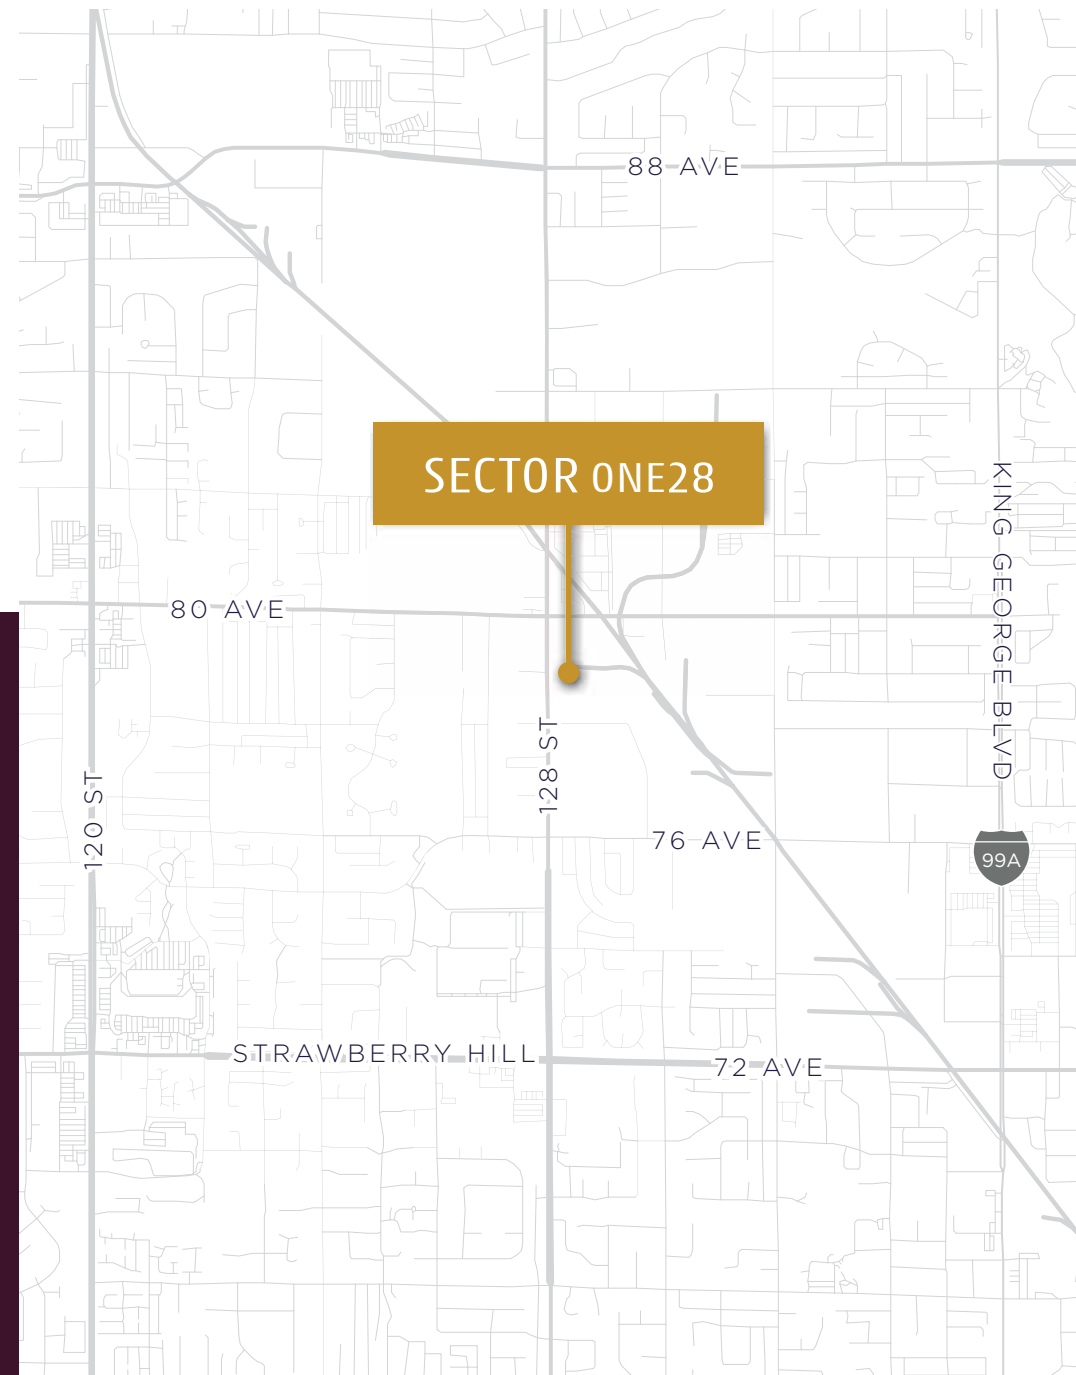 88 AVE
SECTOR ONE28
KING GEORGE BLVD
80 AVE
128 ST
120 ST
76 AVE
99A
STRAWBERRY HILL
72 AVE